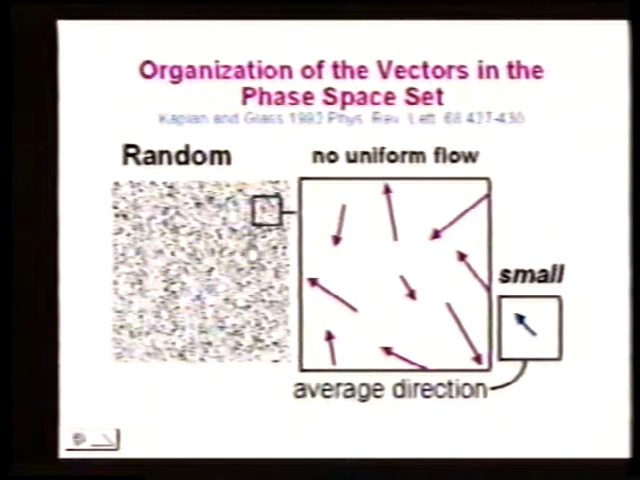 Organization of the Vectors in the
Phase Space Set
Kaplan and Glass 1992 Phys. Rev. Lett. 68:427-430
Random
no uniform flow
small
average direction